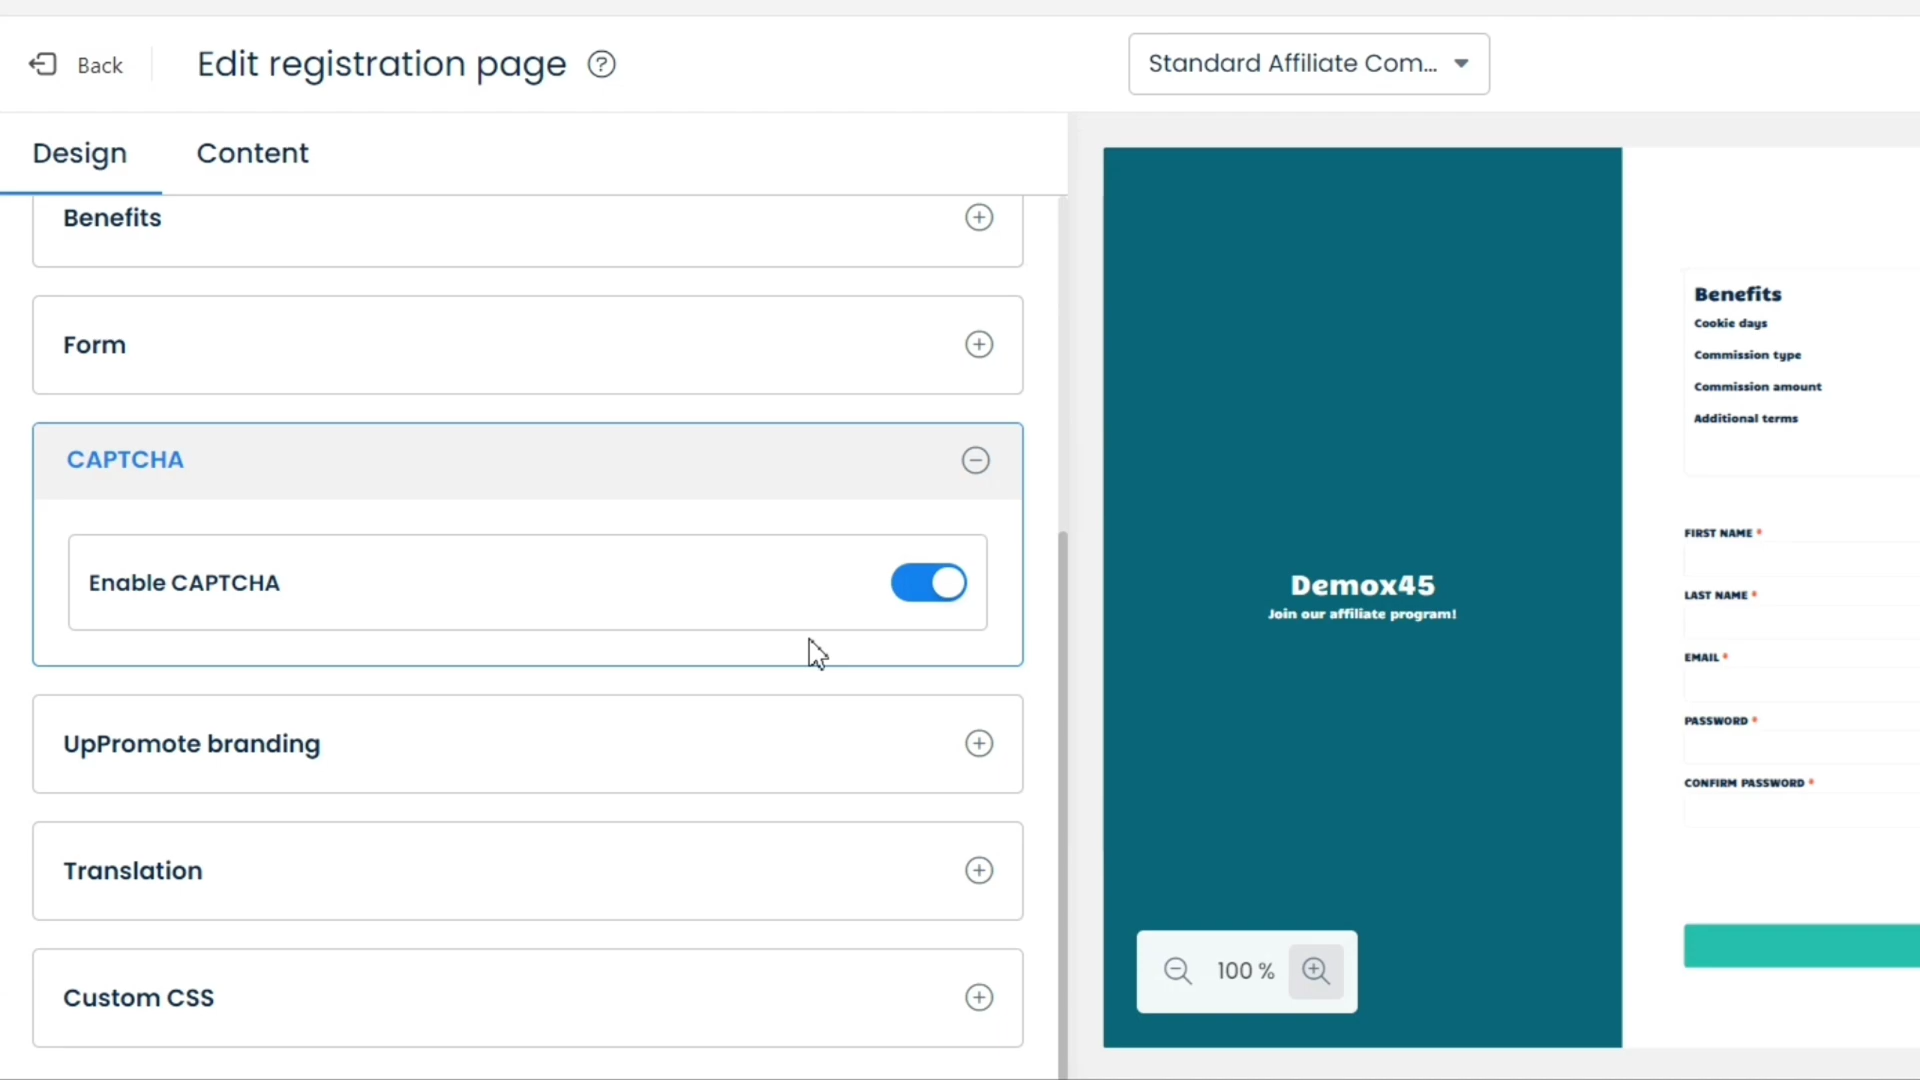 Back
Edit registration page
Standard Affiliate Com...
Design
Content
Benefits
Form
CAPTCHA
Enable CAPTCHA
UpPromote branding
Translation
Custom CSS
Demox45
Join our affiliate program!
100 %
Benefits
Cookie days
Commission type
Commission amount
Additional terms
FIRST NAME *
LAST NAME *
EMAIL *
PASSWORD *
CONFIRM PASSWORD *